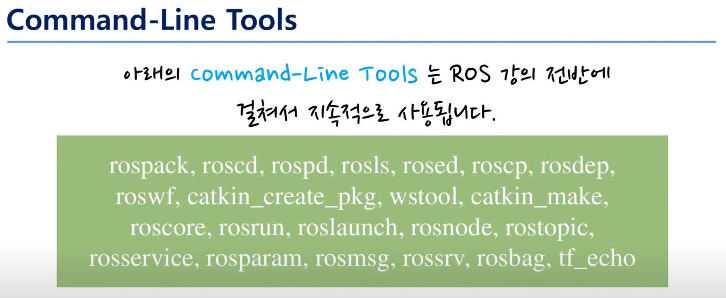 Command-Line Tools
아래의 Command-Line Tools 는 ROS 강의 전반에
걸쳐서 지속적으로 사용됩니다.
rospack, roscd, rospd, rosls, rosed, roscp, rosdep,
roswf, catkin_create_pkg, wstool, catkin_make,
roscore, rosrun, roslaunch, rosnode, rostopic,
rosservice, rosparam, rosmsg, rossrv, rosbag, tf_echo